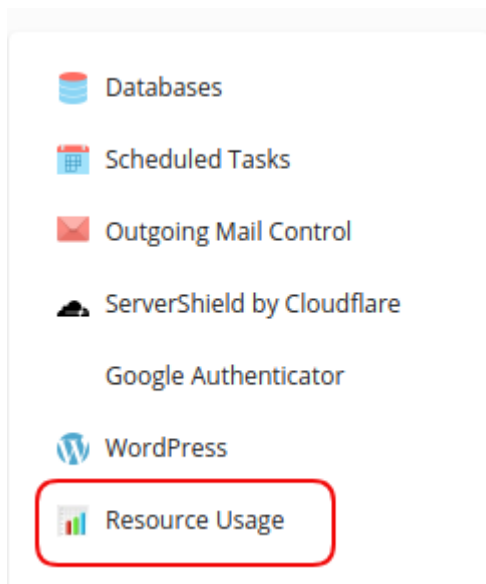 Databases
Scheduled Tasks
Outgoing Mail Control
ServerShield by Cloudflare
Google Authenticator
WordPress
Resource Usage